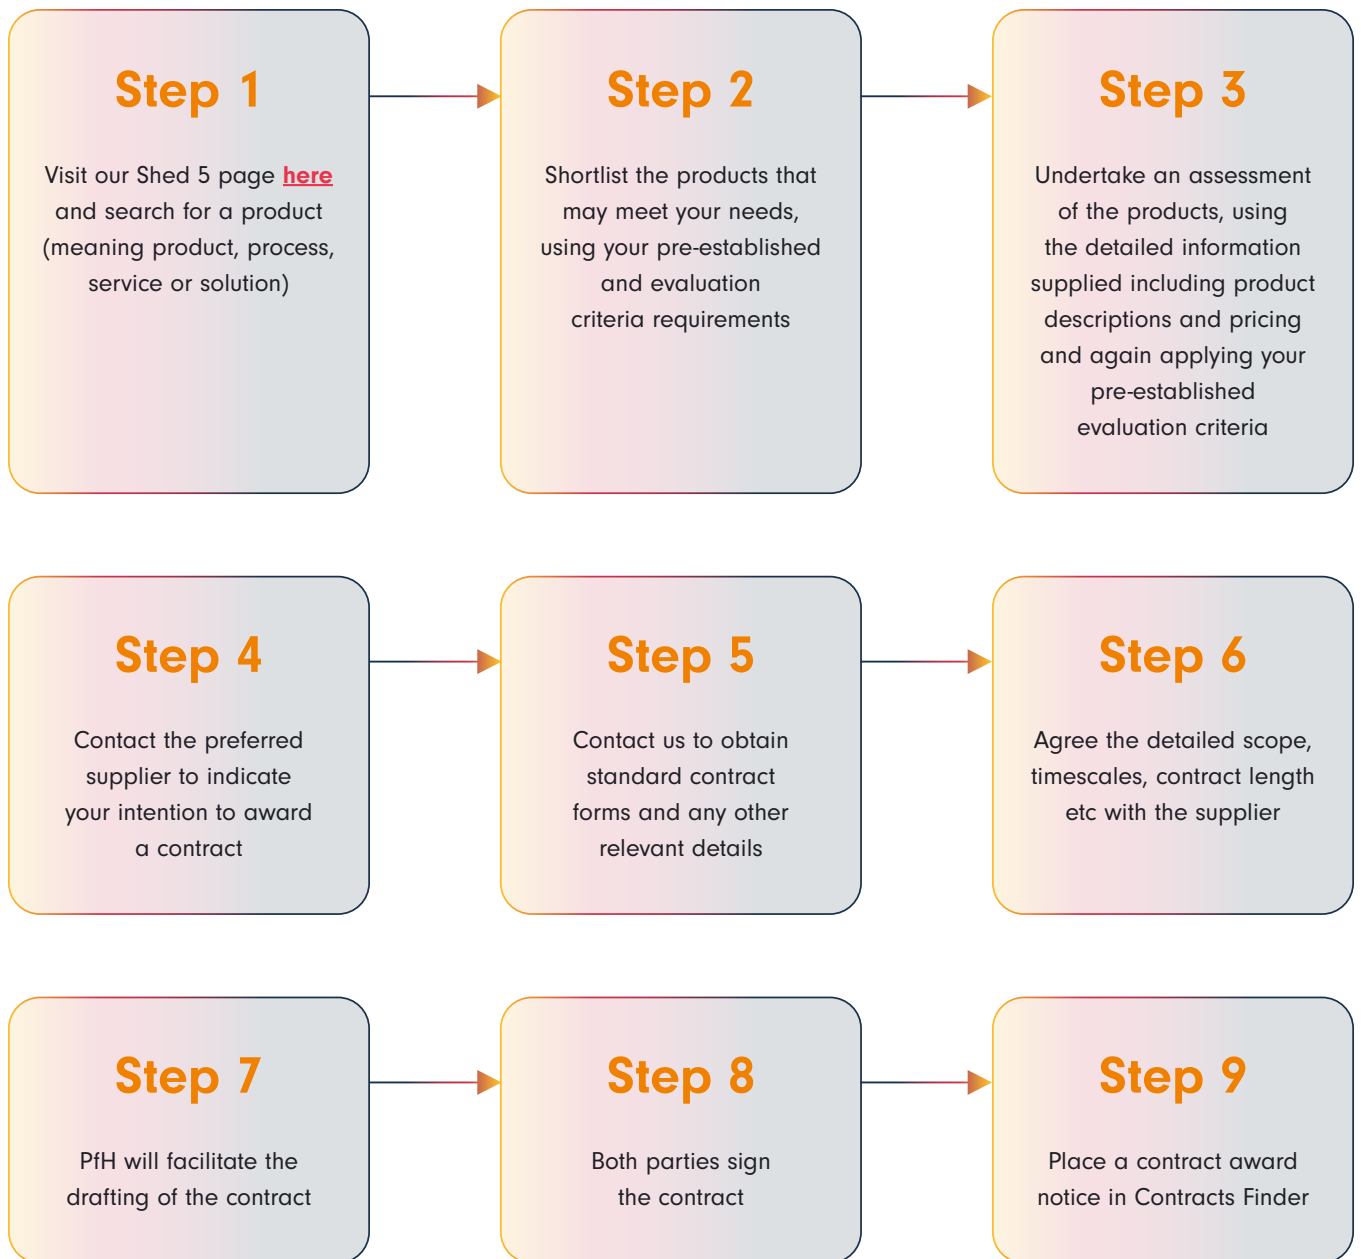 Step 1
Visit our Shed 5 page here
and search for a product
(meaning product, process,
service or solution)
Step 2
Shortlist the products that
may meet your needs,
using your pre-established
and evaluation
criteria requirements
Step 3
Undertake an assessment
of the products, using
the detailed information
supplied including product
descriptions and pricing
and again applying your
pre-established
evaluation criteria
Step 4
Contact the preferred
supplier to indicate
your intention to award
a contract
Step 5
Contact us to obtain
standard contract
forms and any other
relevant details
Step 6
Agree the detailed scope,
timescales, contract length
etc with the supplier
Step 7
PfH will facilitate the
drafting of the contract
Step 8
Both parties sign
the contract
Step 9
Place a contract award
notice in Contracts Finder